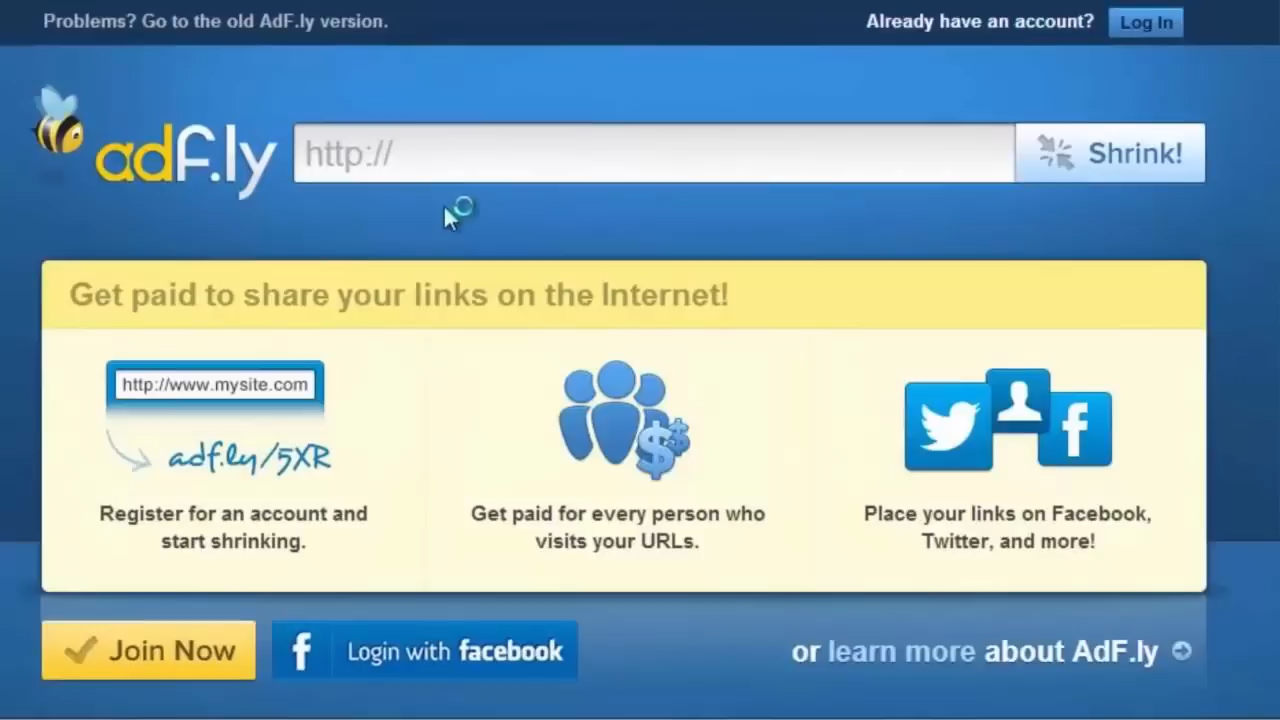 Problems? Go to the old AdF.ly version.
Already have an account?
Log In
adf.ly
http://
Shrink!
Get paid to share your links on the Internet!
http://www.mysite.com
adf.ly/5XR
Register for an account and
start shrinking.
Get paid for every person who
visits your URLs.
Place your links on Facebook,
Twitter, and more!
Join Now
f
Login with facebook
or learn more about AdF.ly